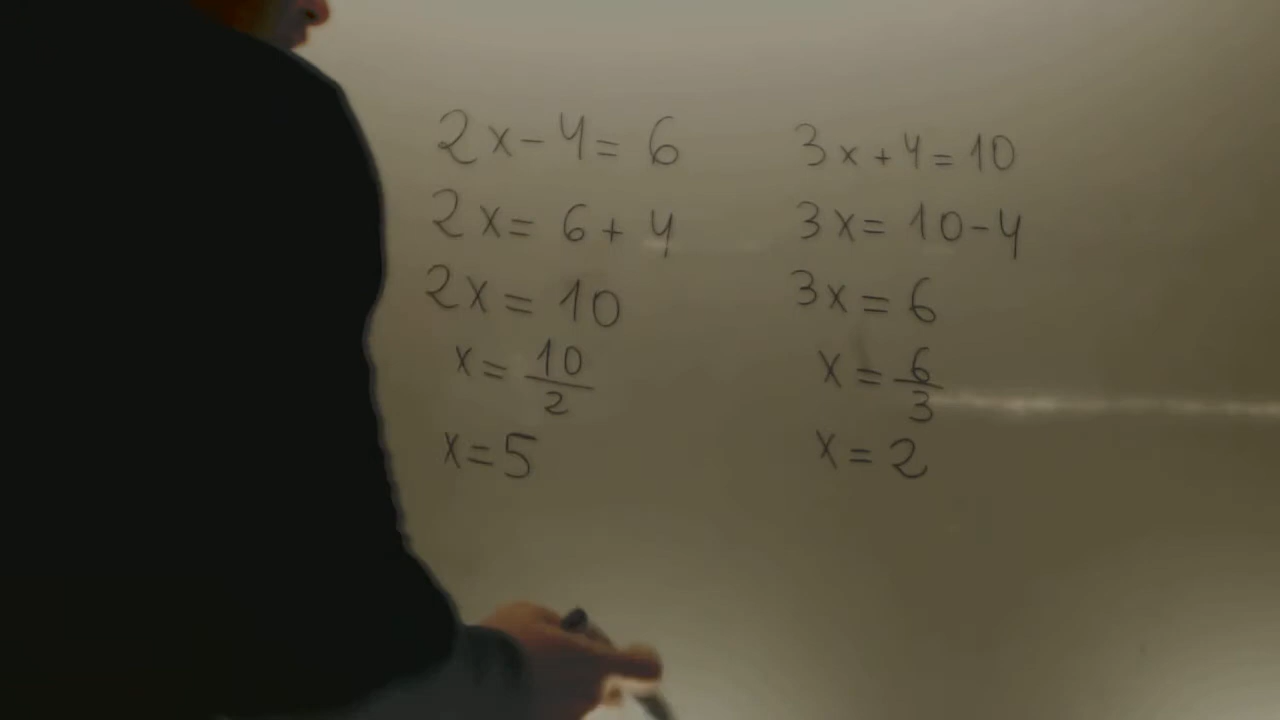 2x-4=6
2x=6+4
2x=10
x=10/2
x=5
3x+4=10
3x=10-4
3x=6
x=6/3
x=2